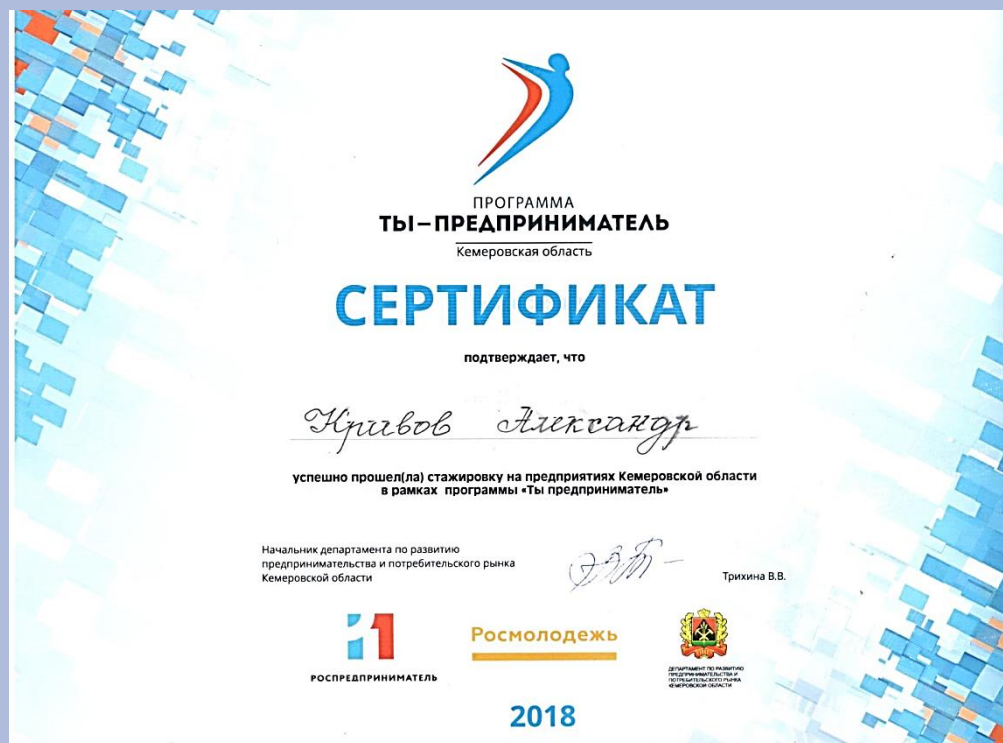 ПРОГРАММА
ТЫ–ПРЕДПРИНИМАТЕЛЬ
Кемеровская область
СЕРТИФИКАТ
подтверждает, что
Кривов Александр
успешно прошел(ла) стажировку на предприятиях Кемеровской области
в рамках программы «Ты предприниматель»
Начальник департамента по развитию
предпринимательства и потребительского рынка
Кемеровской области
Трихина В.В.
РОСПРЕДПРИНИМАТЕЛЬ
Росмолодежь
ДЕПАРТАМЕНТ ПО РАЗВИТИЮ
ПРЕДПРИНИМАТЕЛЬСТВА И
ПОТРЕБИТЕЛЬСКОГО РЫНКА
КЕМЕРОВСКОЙ ОБЛАСТИ
2018